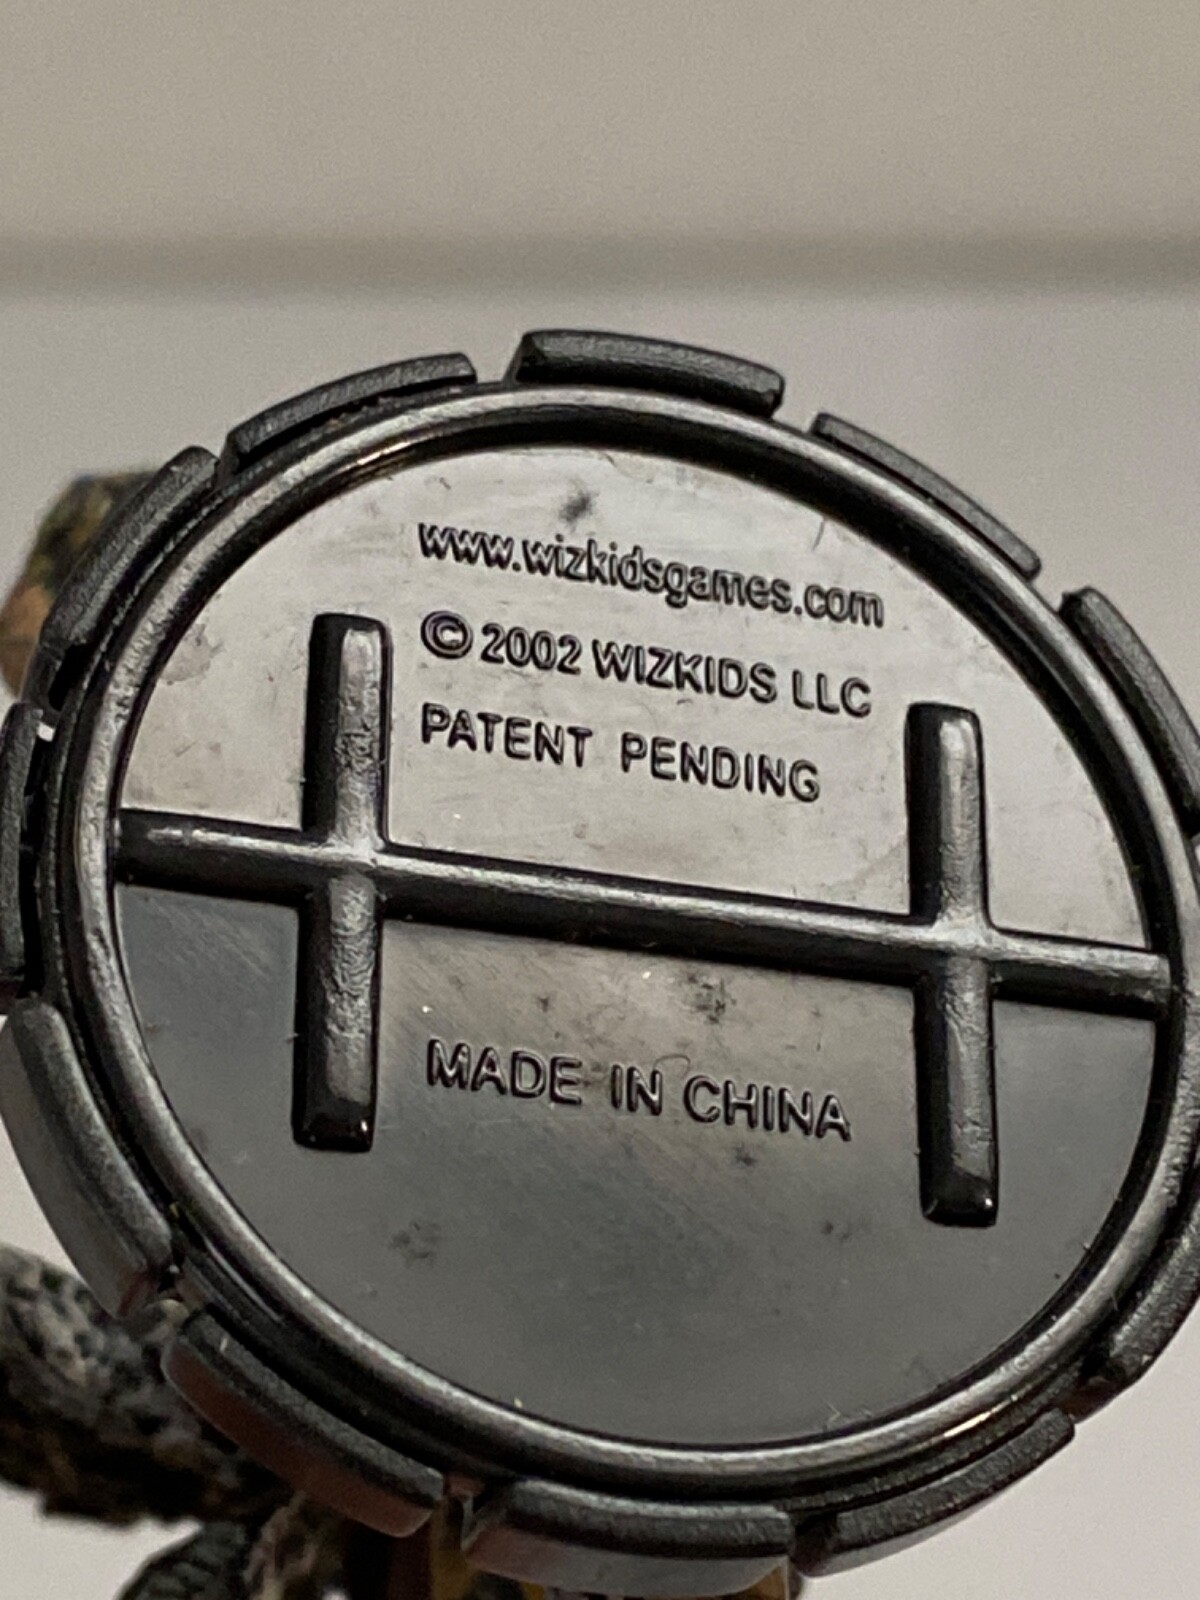 www.wizkidsgames.com
© 2002 WIZKIDS LLC
PATENT PENDING
MADE IN CHINA